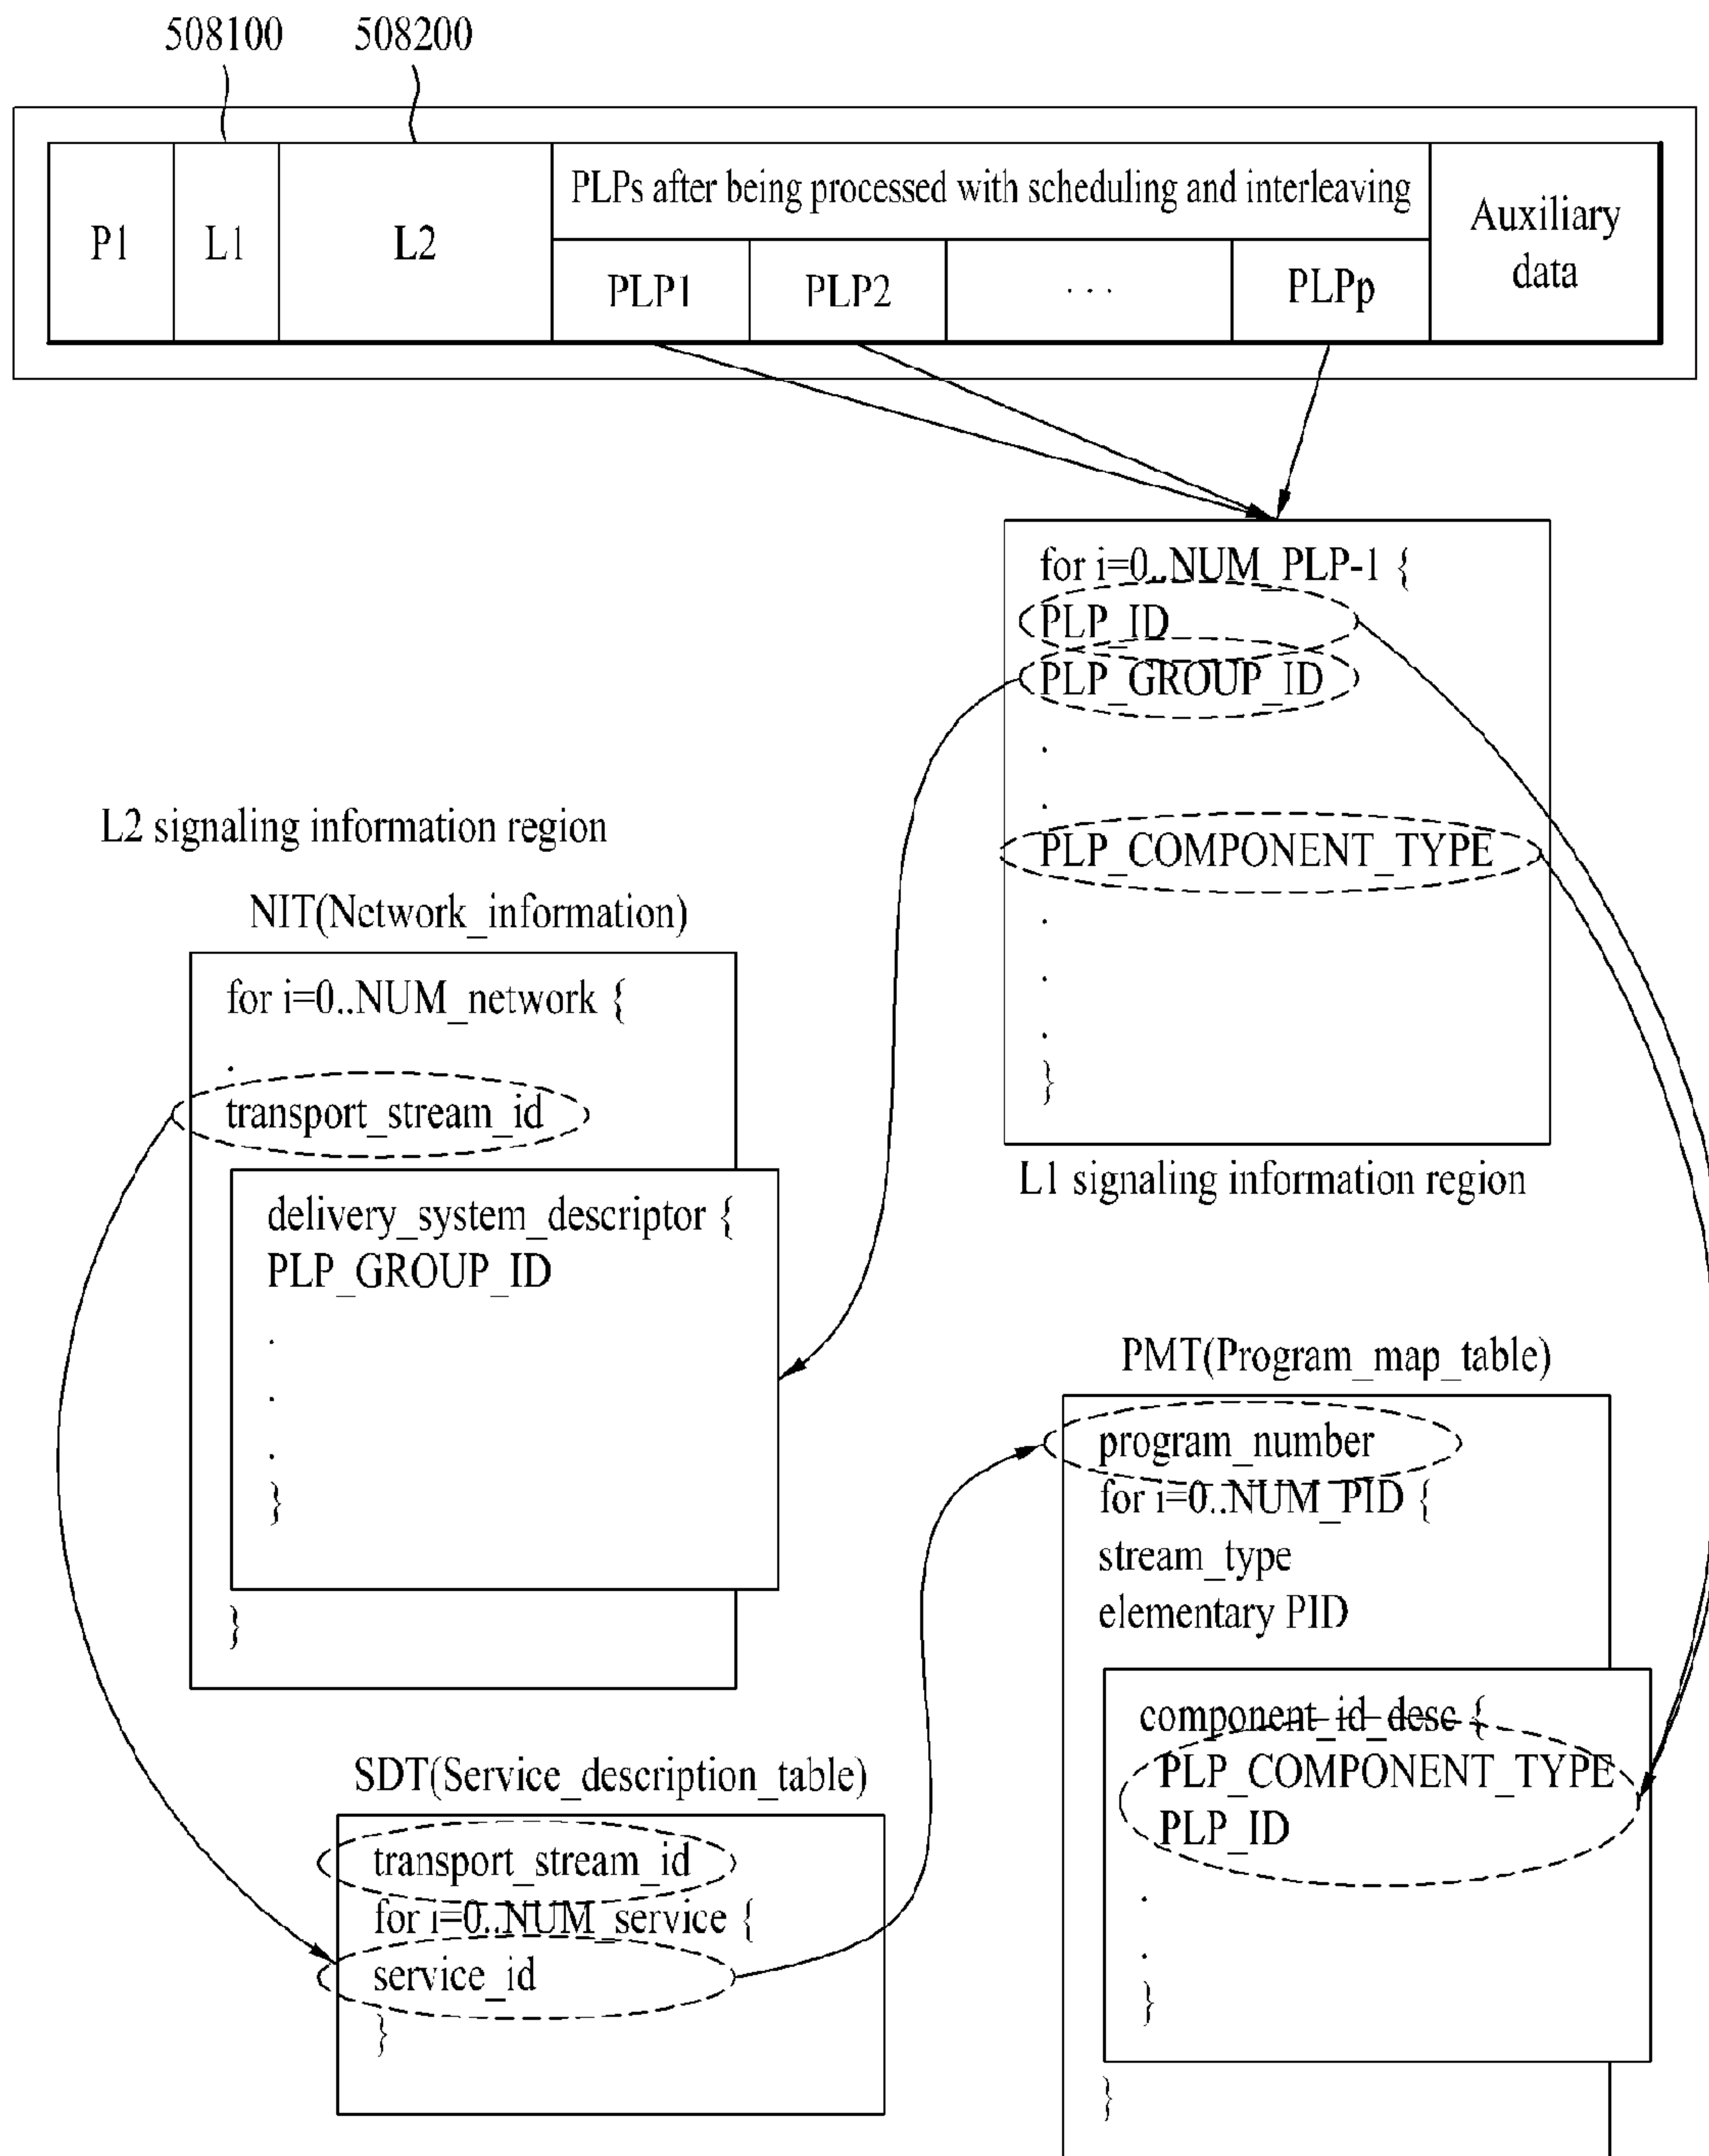 508100 508200
P1 L1 L2 PLPs after being processed with scheduling and interleaving Auxiliary data
PLP1 PLP2 . . . PLPp
for i=0..NUM_PLP-1 {
PLP_ID
PLP_GROUP_ID
.
.
PLP_COMPONENT_TYPE
.
.
.
}
L1 signaling information region
L2 signaling information region
NIT(Network_information)
for i=0..NUM_network {
.
transport_stream_id
delivery_system_descriptor {
PLP_GROUP_ID
.
.
.
}
}
SDT(Service_description_table)
transport_stream_id
for i=0..NUM_service {
service_id
}
PMT(Program_map_table)
program_number
for i=0..NUM_PID {
stream_type
elementary PID
component_id_desc {
PLP_COMPONENT_TYPE
PLP_ID
.
.
}
}